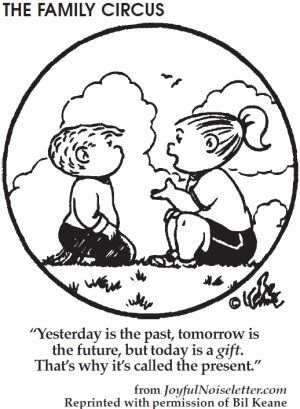 THE FAMILY CIRCUS
©
“Yesterday is the past, tomorrow is
the future, but today is a gift.
That’s why it’s called the present.”
from JoyfulNoiseletter.com
Reprinted with permission of Bil Keane